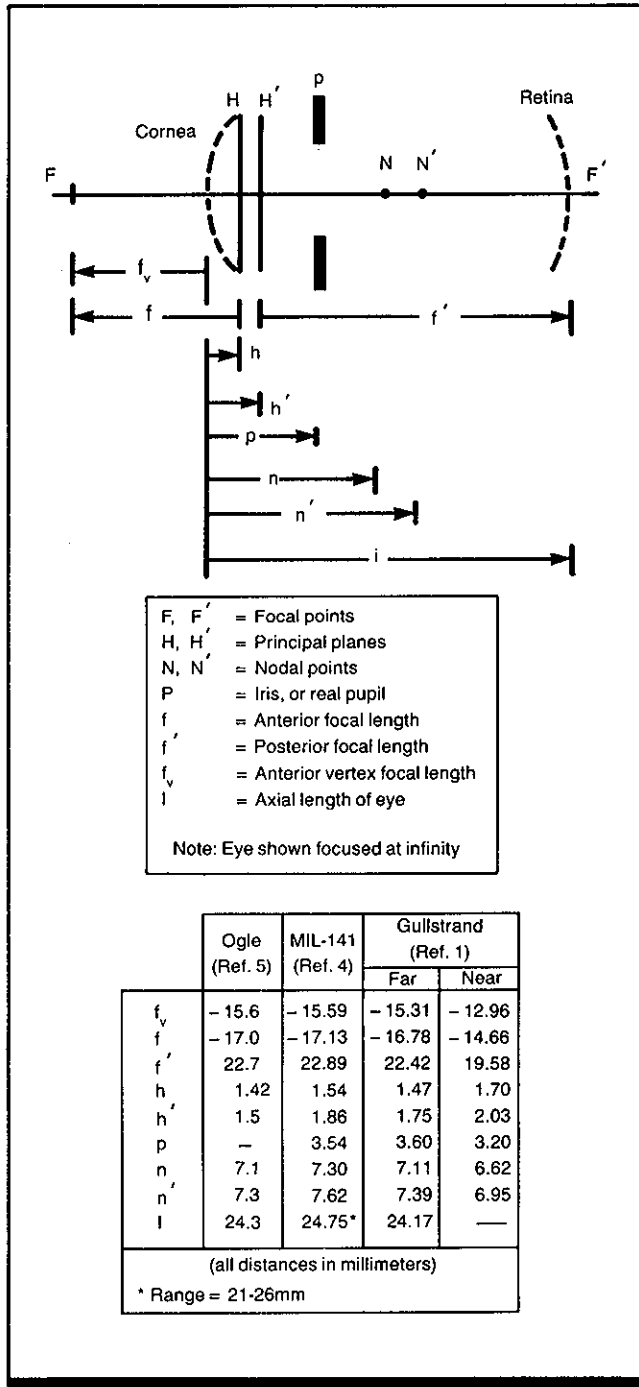 p
H H′ Retina
Cornea
N N′
F F′
f_v
f f′
h
h′
p
n
n′
i
F, F′ = Focal points
H, H′ = Principal planes
N, N′ = Nodal points
P = Iris, or real pupil
f = Anterior focal length
f′ = Posterior focal length
f_v = Anterior vertex focal length
l = Axial length of eye
Note: Eye shown focused at infinity
Ogle (Ref. 5) MIL-141 (Ref. 4) Gullstrand (Ref. 1)
Far Near
f_v – 15.6 – 15.59 – 15.31 – 12.96
f – 17.0 – 17.13 – 16.78 – 14.66
f′ 22.7 22.89 22.42 19.58
h 1.42 1.54 1.47 1.70
h′ 1.5 1.86 1.75 2.03
p – 3.54 3.60 3.20
n 7.1 7.30 7.11 6.62
n′ 7.3 7.62 7.39 6.95
l 24.3 24.75* 24.17 —
(all distances in millimeters)
* Range = 21-26mm